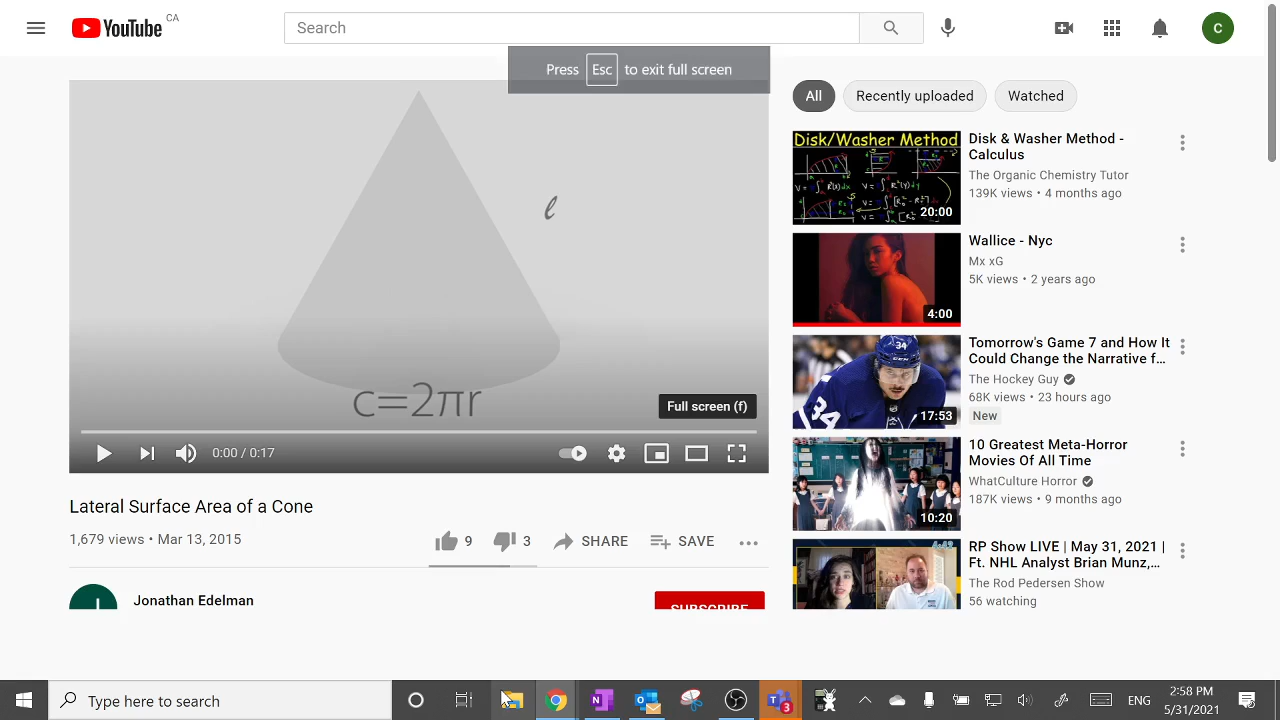 YouTube CA
Search
C
Press Esc to exit full screen
ℓ
c=2πr
Full screen (f)
0:00 / 0:17
Lateral Surface Area of a Cone
1,679 views • Mar 13, 2015
9
3
SHARE
SAVE
Jonathan Edelman
SUBSCRIBE
All
Recently uploaded
Watched
Disk/Washer Method
20:00
Disk & Washer Method -
Calculus
The Organic Chemistry Tutor
139K views • 4 months ago
4:00
Wallice - Nyc
Mx xG
5K views • 2 years ago
34
34
17:53
Tomorrow's Game 7 and How It
Could Change the Narrative f...
The Hockey Guy
68K views • 23 hours ago
New
10:20
10 Greatest Meta-Horror
Movies Of All Time
WhatCulture Horror
187K views • 9 months ago
RP Show LIVE | May 31, 2021 |
Ft. NHL Analyst Brian Munz,...
The Rod Pedersen Show
56 watching
Type here to search
3
ENG
2:58 PM
5/31/2021